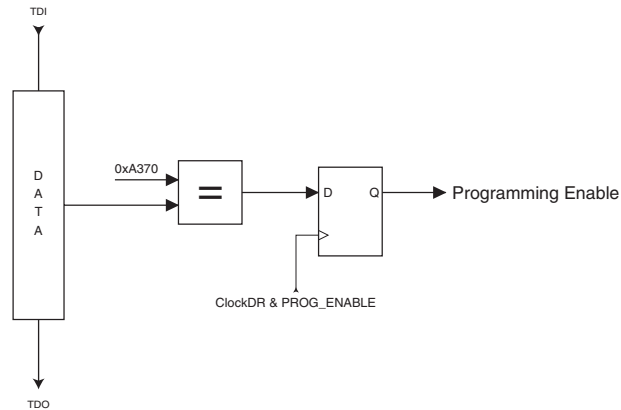 TDI
D
A
T
A
0xA370
=
D
Q
Programming Enable
ClockDR & PROG_ENABLE
TDO